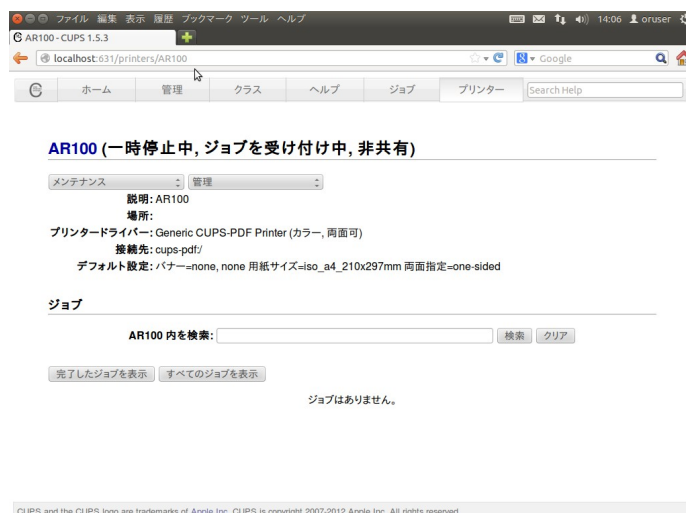 ファイル 編集 表示 履歴 ブックマーク ツール ヘルプ 14:06 oruser
AR100 - CUPS 1.5.3
localhost:631/printers/AR100 Google
ホーム 管理 クラス ヘルプ ジョブ プリンター Search Help
AR100 (一時停止中, ジョブを受け付け中, 非共有)
メンテナンス 管理
説明: AR100
場所:
プリンタードライバー: Generic CUPS-PDF Printer (カラー, 両面可)
接続先: cups-pdf:/
デフォルト設定: バナー=none, none 用紙サイズ=iso_a4_210x297mm 両面指定=one-sided
ジョブ
AR100 内を検索: 検索 クリア
完了したジョブを表示 すべてのジョブを表示
ジョブはありません。
CUPS and the CUPS logo are trademarks of Apple Inc. CUPS is copyright 2007-2012 Apple Inc. All rights reserved.